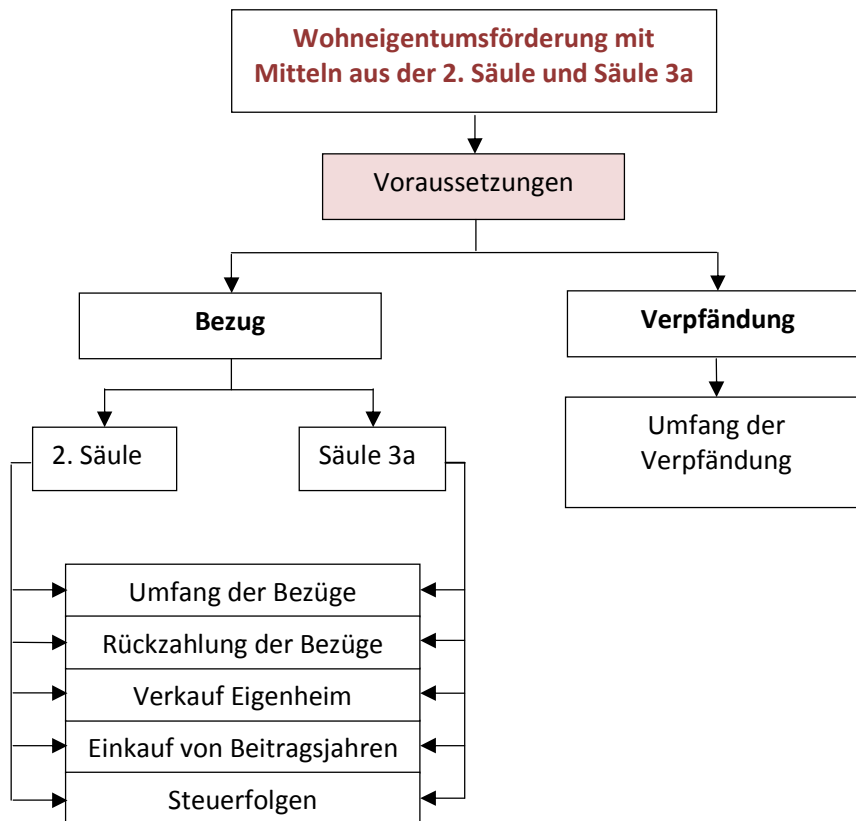 Wohneigentumsförderung mit
Mitteln aus der 2. Säule und Säule 3a
Voraussetzungen
Bezug
Verpfändung
2. Säule
Säule 3a
Umfang der
Verpfändung
Umfang der Bezüge
Rückzahlung der Bezüge
Verkauf Eigenheim
Einkauf von Beitragsjahren
Steuerfolgen